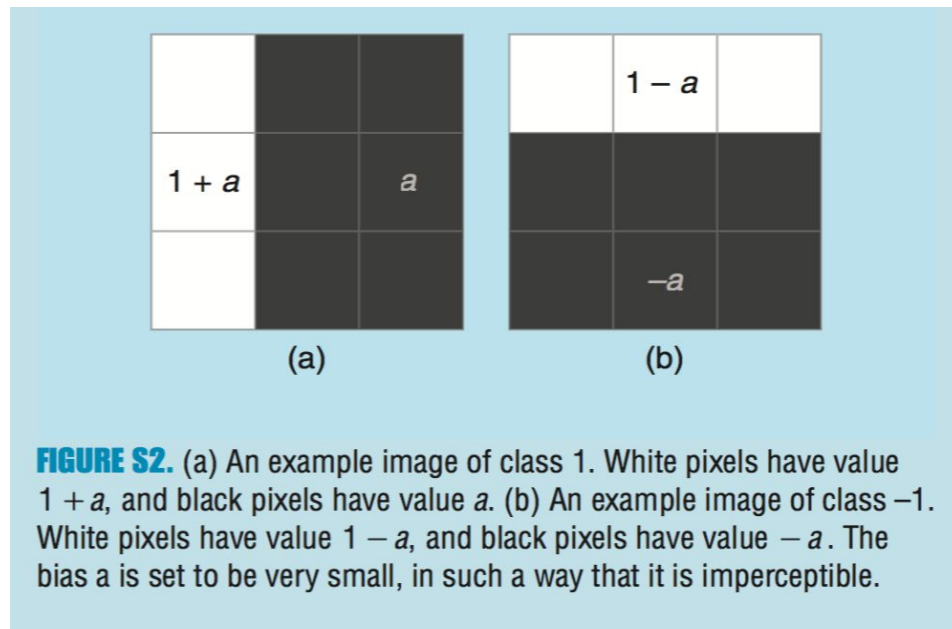 1 – a
1 + a
a
–a
(a)
(b)
FIGURE S2. (a) An example image of class 1. White pixels have value
1 + a, and black pixels have value a. (b) An example image of class –1.
White pixels have value 1 – a, and black pixels have value – a. The
bias a is set to be very small, in such a way that it is imperceptible.